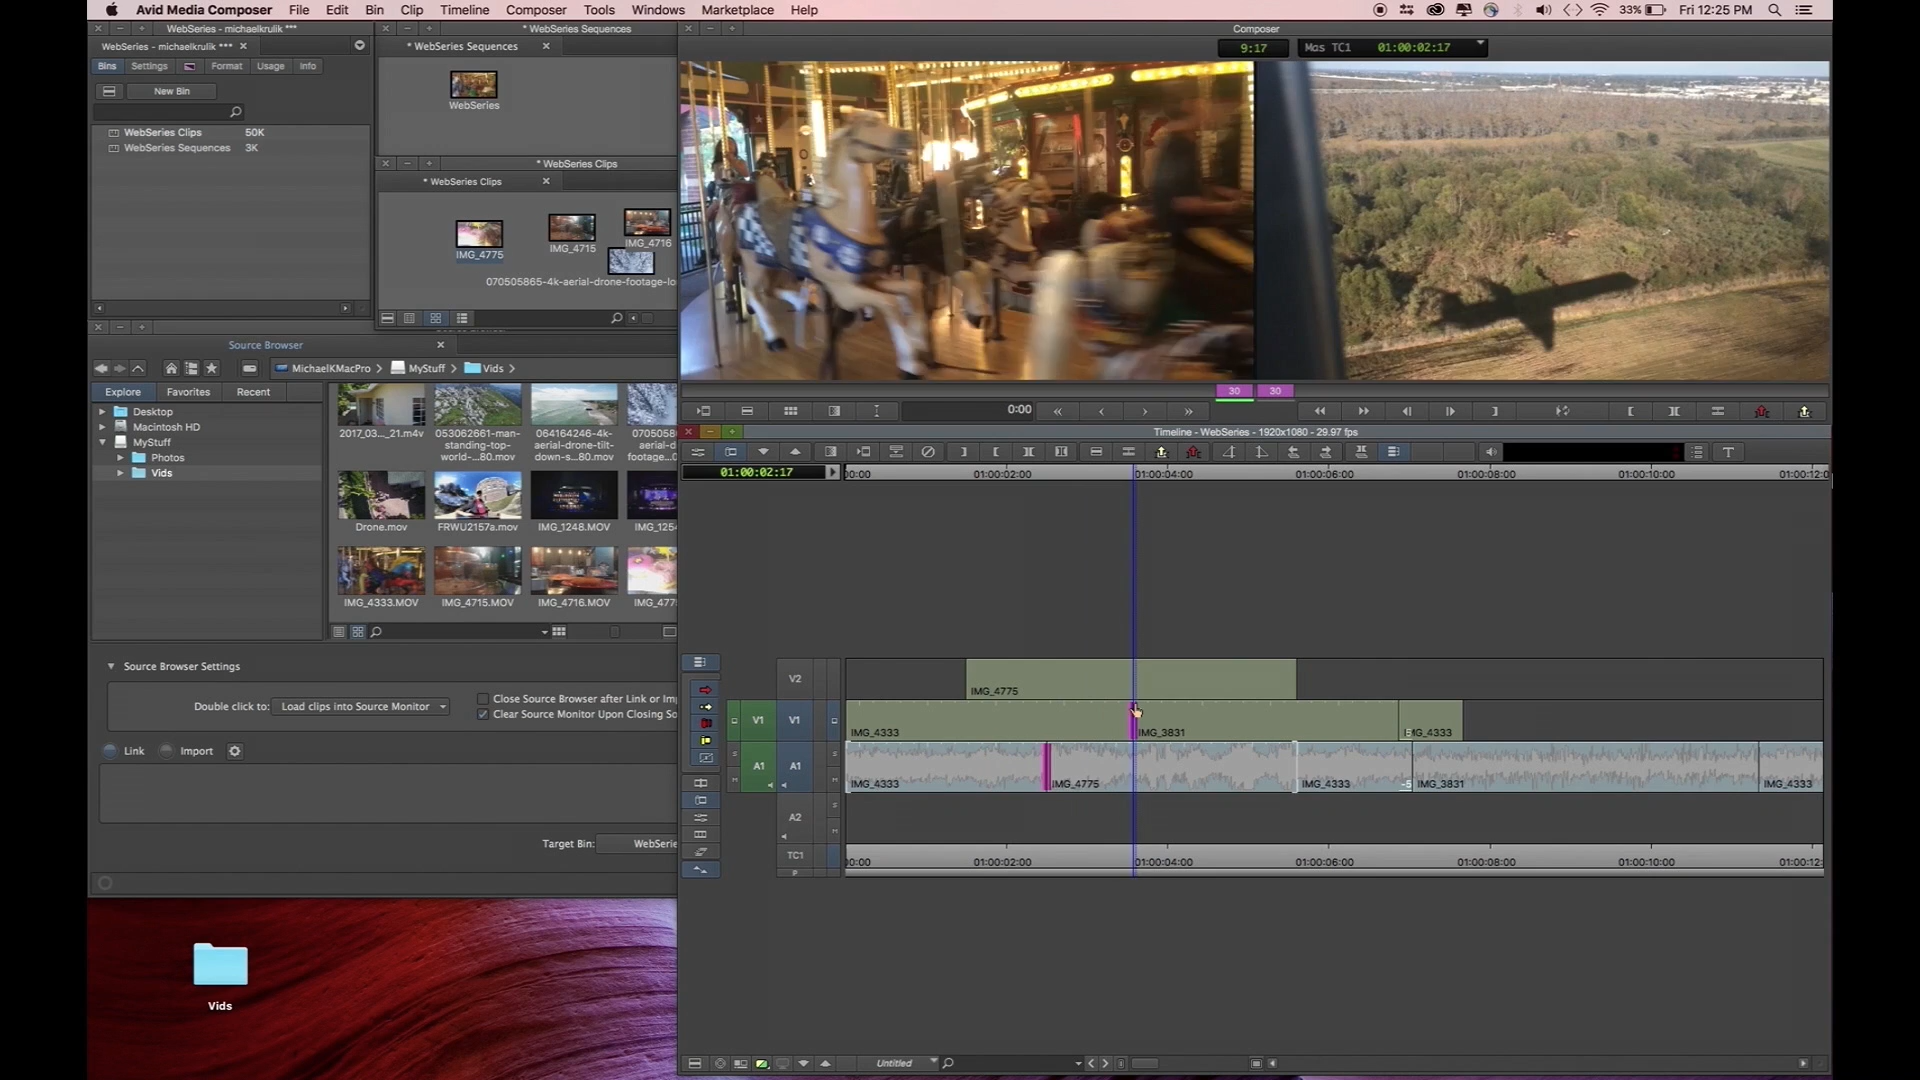 Avid Media Composer File Edit Bin Clip Timeline Composer Tools Windows Marketplace Help
33% Fri 12:25 PM
WebSeries - michaelkrulik ***
WebSeries - michaelkrulik ***
Bins Settings Format Usage Info
New Bin
WebSeries Clips 50K
WebSeries Sequences 3K
* WebSeries Sequences
* WebSeries Sequences
WebSeries
* WebSeries Clips
* WebSeries Clips
IMG_4775
IMG_4715
IMG_4716
070505865-4k-aerial-drone-footage-lo
Composer
9:17 Mas TC1 01:00:02:17
30 30
0:00
Source Browser
MichaelKMacPro MyStuff Vids
Explore Favorites Recent
Desktop
Macintosh HD
MyStuff
Photos
Vids
2017_03..._21.m4v
053062661-man-standing-top-world-...80.mov
064164246-4k-aerial-drone-tilt-down-s...80.mov
Drone.mov
FRWU2157a.mov
IMG_1248.MOV
IMG_4333.MOV
IMG_4715.MOV
IMG_4716.MOV
Source Browser Settings
Double click to: Load clips into Source Monitor
Close Source Browser after Link or Im
Clear Source Monitor Upon Closing So
Link Import
Target Bin: WebSerie
Vids
Timeline - WebSeries - 1920x1080 - 29.97 fps
01:00:02:17
01:00:02:00 01:00:04:00 01:00:06:00 01:00:08:00 01:00:10:00
V2 IMG_4775
V1 V1 IMG_4333 IMG_3831 IMG_4333
A1 A1 IMG_4333 IMG_4775 IMG_4333 IMG_3831 IMG_4333
A2
TC1 01:00:02:00 01:00:04:00 01:00:06:00 01:00:08:00 01:00:10:00
Untitled